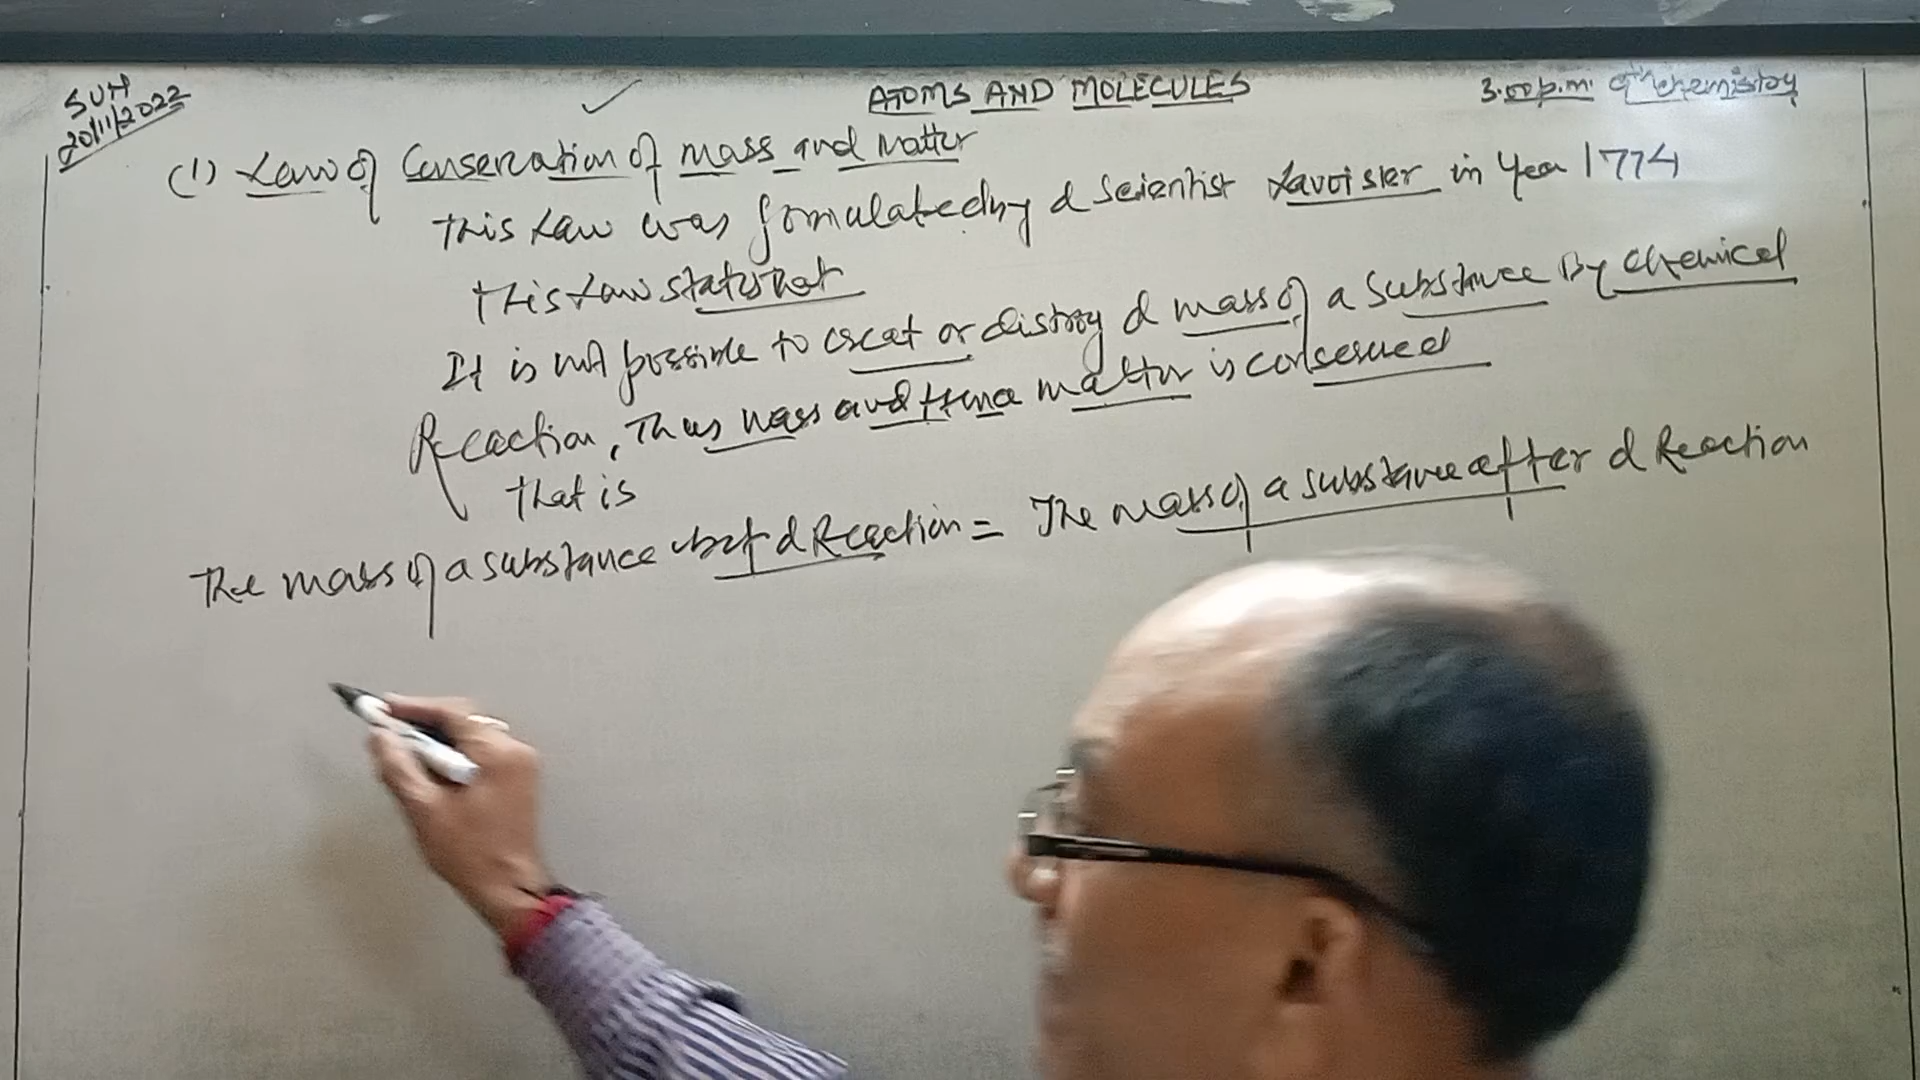 SUN
20/11/2022
ATOMS AND MOLECULES
3.00 p.m. 9th chemistry
(1) Law of Conservation of mass and Matter
This Law was formulated by d Scientist Lavoisier in Year 1774
This Law states that
It is not possible to creat or distroy d mass of a Substance By Chemical
Reaction, Thus mass and Hence matter is conserved
that is
The mass of a substance bef d Reaction = The mass of a substance after d Reaction